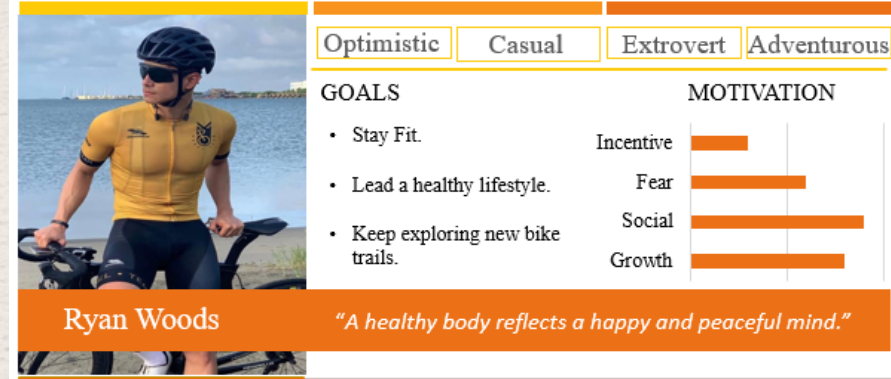 Optimistic
Casual
Extrovert
Adventurous
GOALS
• Stay Fit.
• Lead a healthy lifestyle.
• Keep exploring new bike
trails.
MOTIVATION
Incentive
Fear
Social
Growth
Ryan Woods
“A healthy body reflects a happy and peaceful mind.”